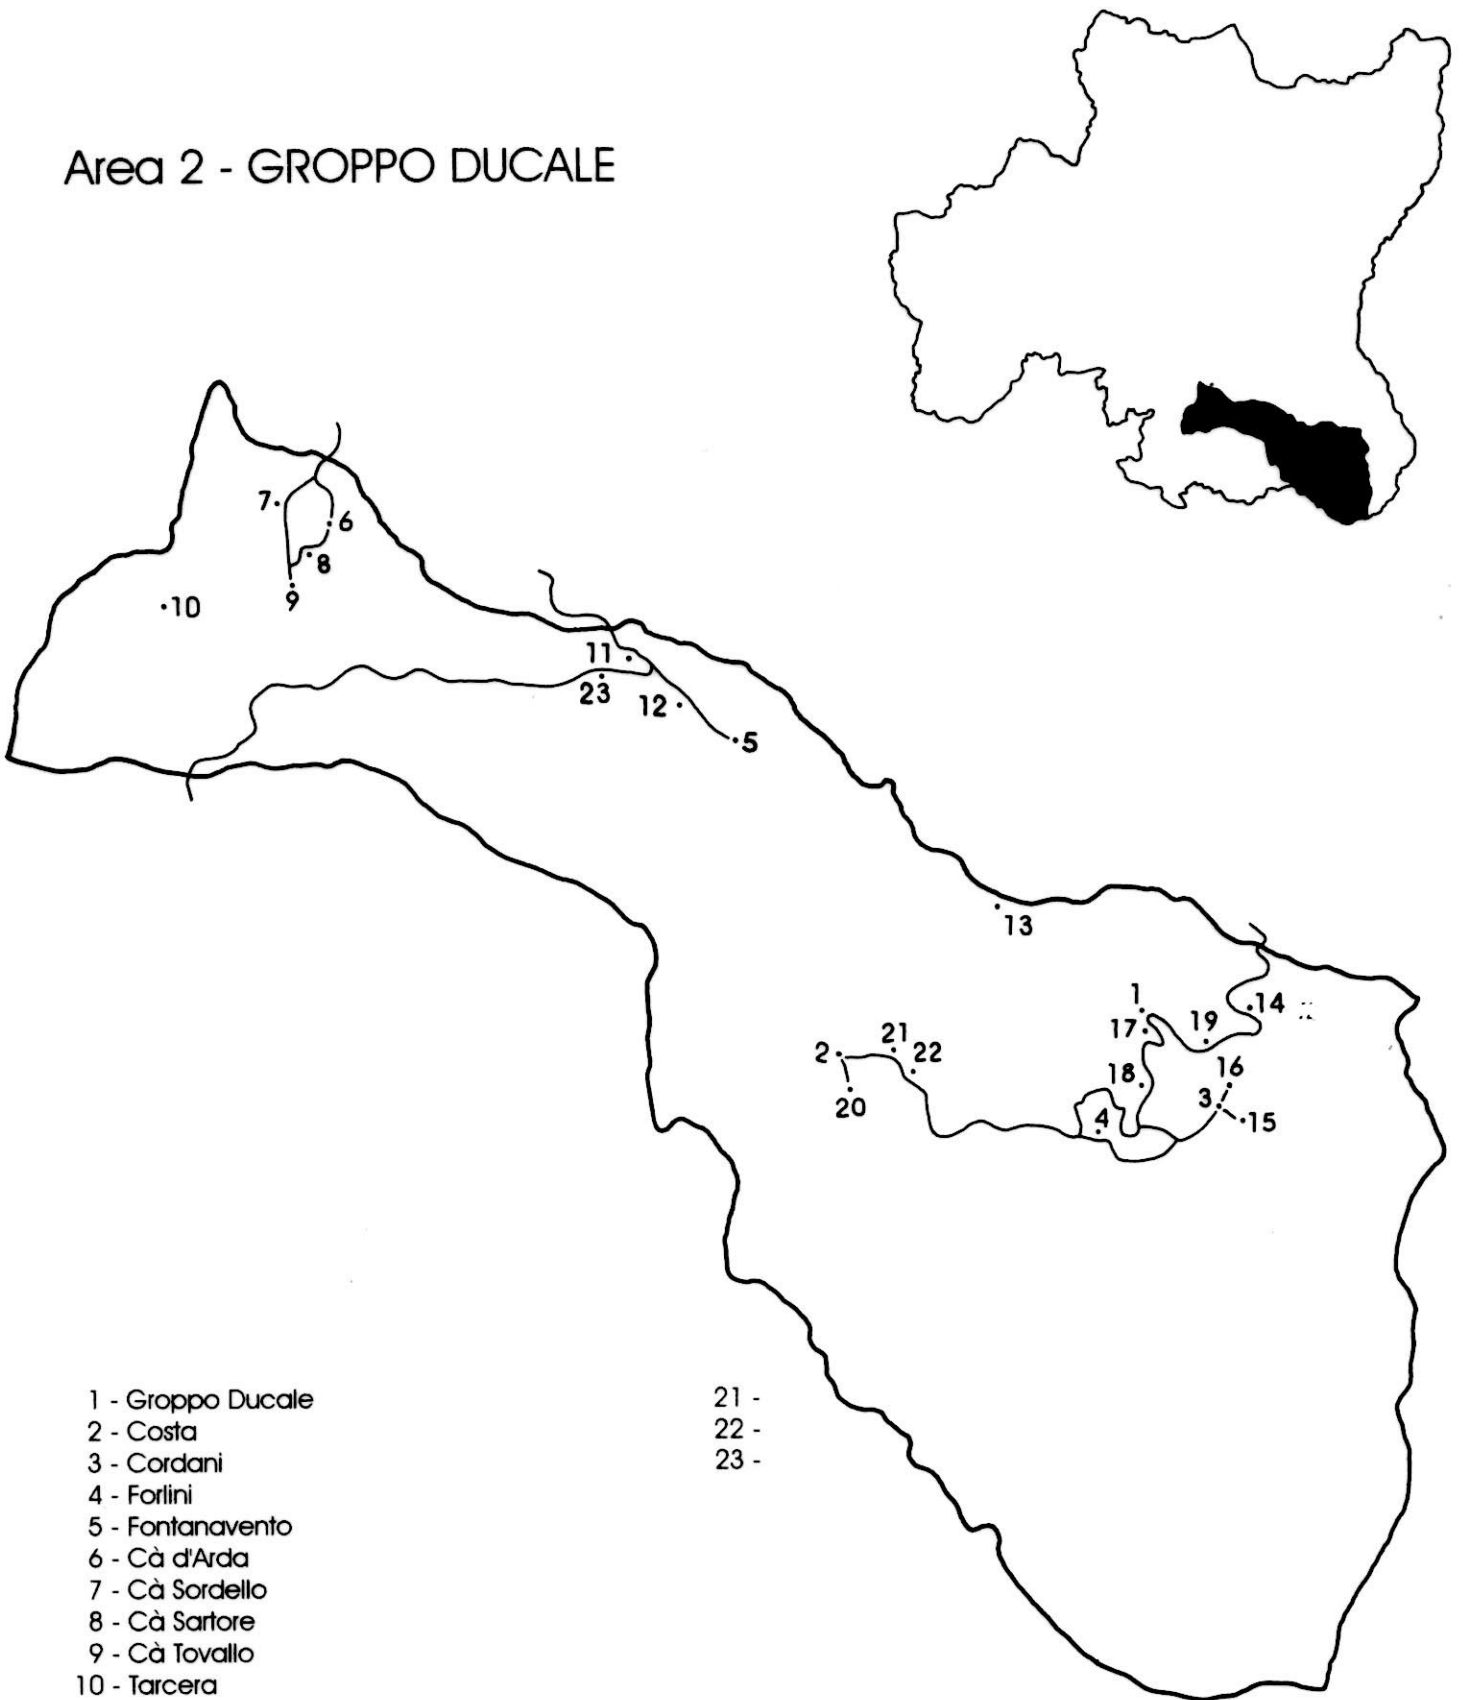 Area 2 - GROPPO DUCALE
7
6
8
9
10
11
23
12
5
13
1
14
17
19
21
2
22
18
16
20
3
4
15
1 - Groppo Ducale
2 - Costa
3 - Cordani
4 - Forlini
5 - Fontanavento
6 - Cà d'Arda
7 - Cà Sordello
8 - Cà Sartore
9 - Cà Tovallo
10 - Tarcera
21 -
22 -
23 -